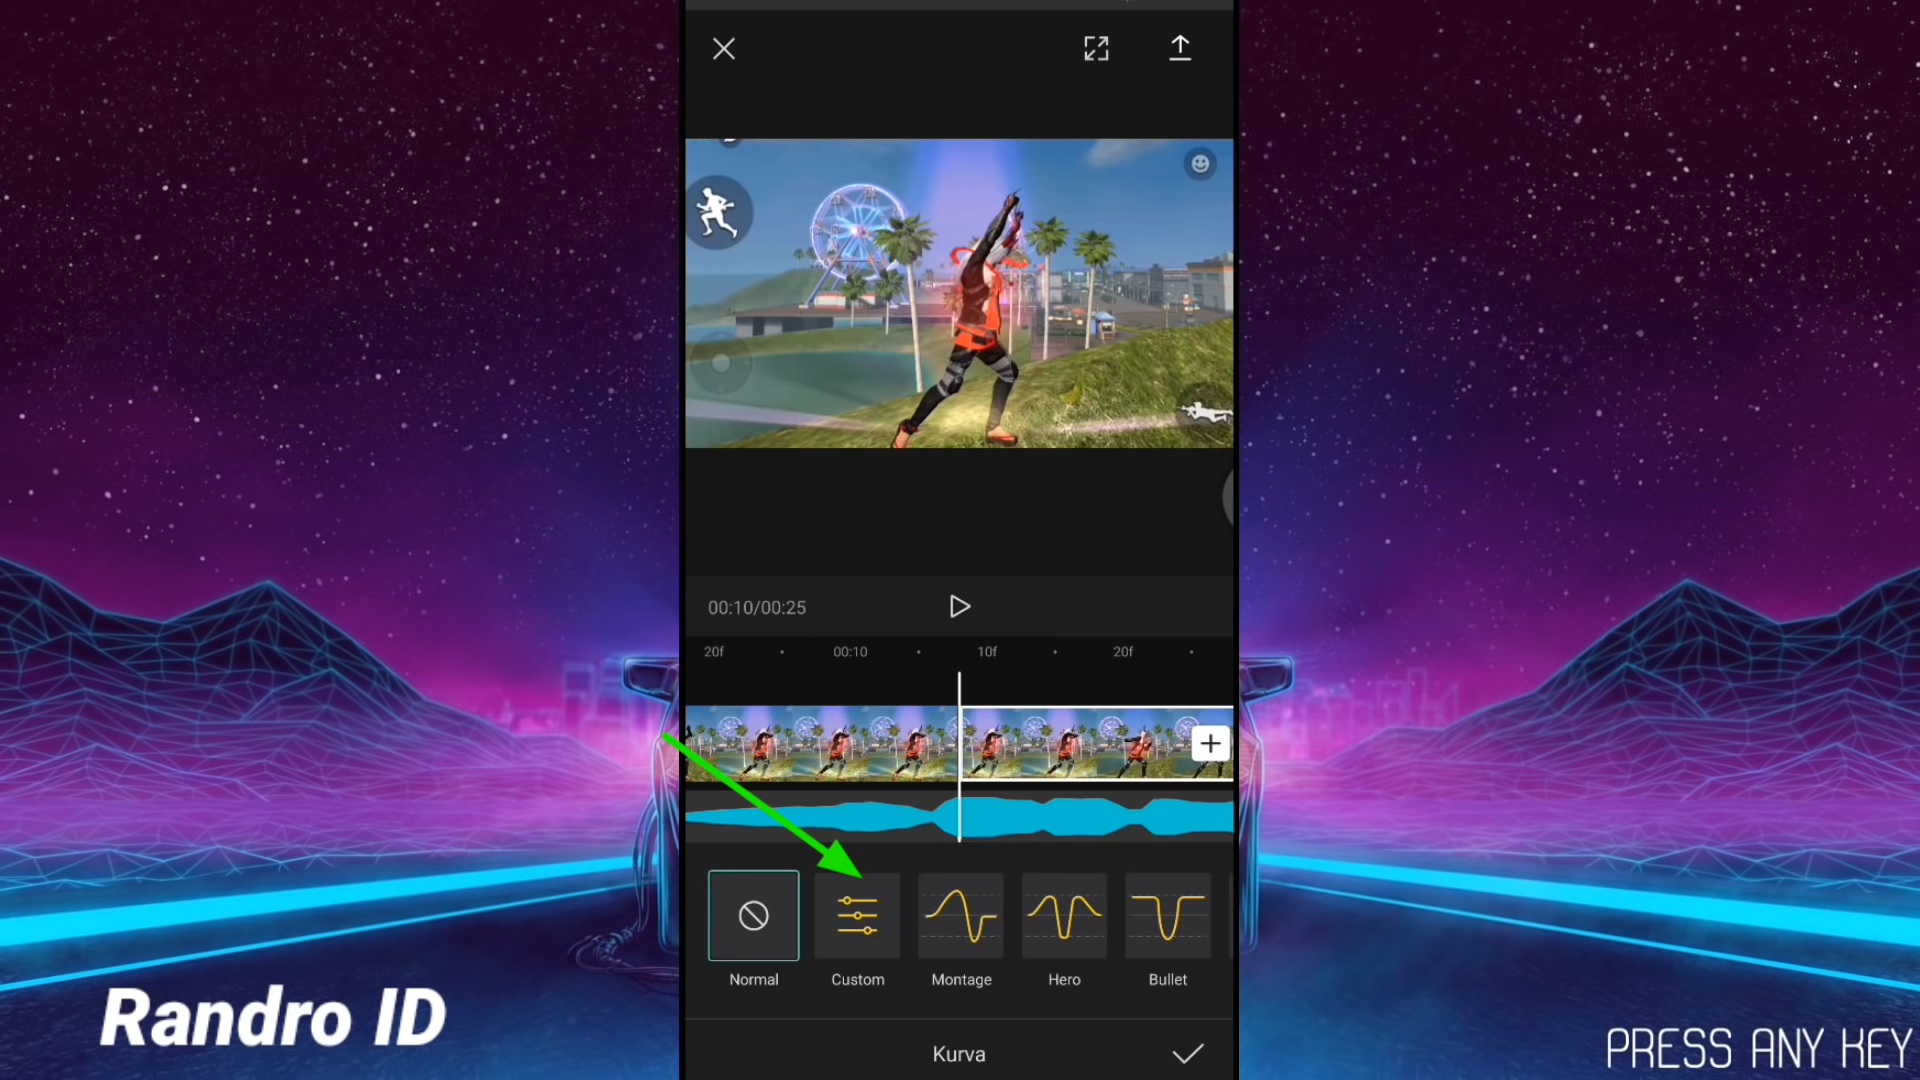 00:10/00:25
20f
00:10
10f
20f
Normal
Custom
Montage
Hero
Bullet
Kurva
Randro ID
PRESS ANY KEY